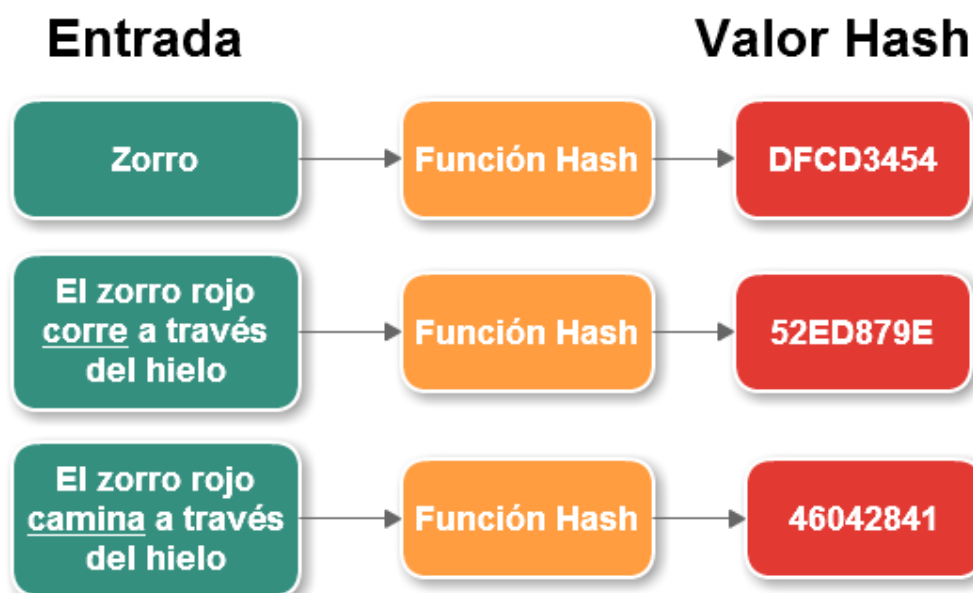 Entrada
Valor Hash
Zorro
Función Hash
DFCD3454
El zorro rojo
corre a través
del hielo
Función Hash
52ED879E
El zorro rojo
camina a través
del hielo
Función Hash
46042841